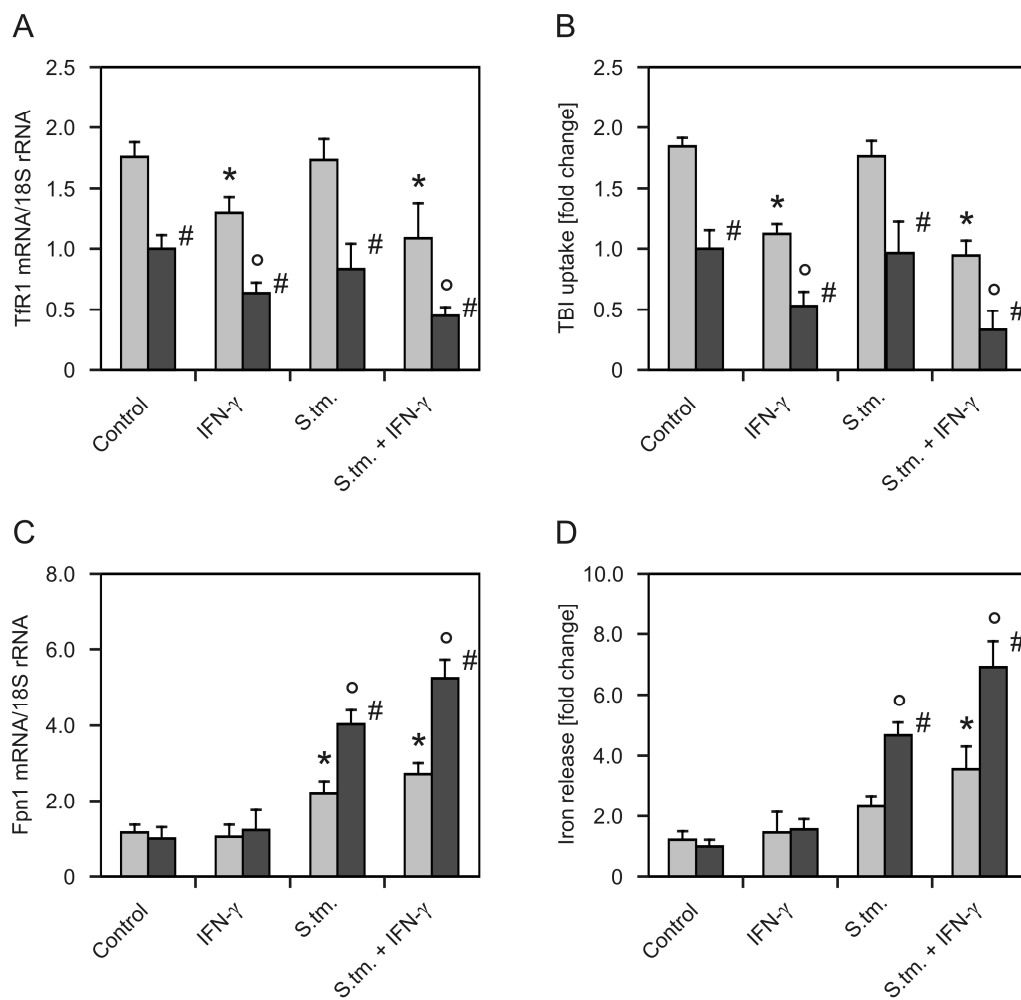 A
TfR1 mRNA/18S rRNA
2.5
2.0
1.5
1.0
0.5
0
*
*
#
#
#
#
Control
IFN-γ
S.tm.
S.tm. + IFN-γ
B
TBI uptake [fold change]
2.5
2.0
1.5
1.0
0.5
0
*
*
#
#
#
#
Control
IFN-γ
S.tm.
S.tm. + IFN-γ
C
Fpn1 mRNA/18S rRNA
8.0
6.0
4.0
2.0
0
*
*
#
#
Control
IFN-γ
S.tm.
S.tm. + IFN-γ
D
Iron release [fold change]
10.0
8.0
6.0
4.0
2.0
0
*
#
#
Control
IFN-γ
S.tm.
S.tm. + IFN-γ